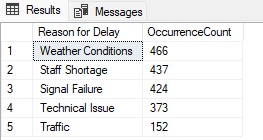 Results Messages
Reason for Delay OccurrenceCount
1 Weather Conditions 466
2 Staff Shortage 437
3 Signal Failure 424
4 Technical Issue 373
5 Traffic 152